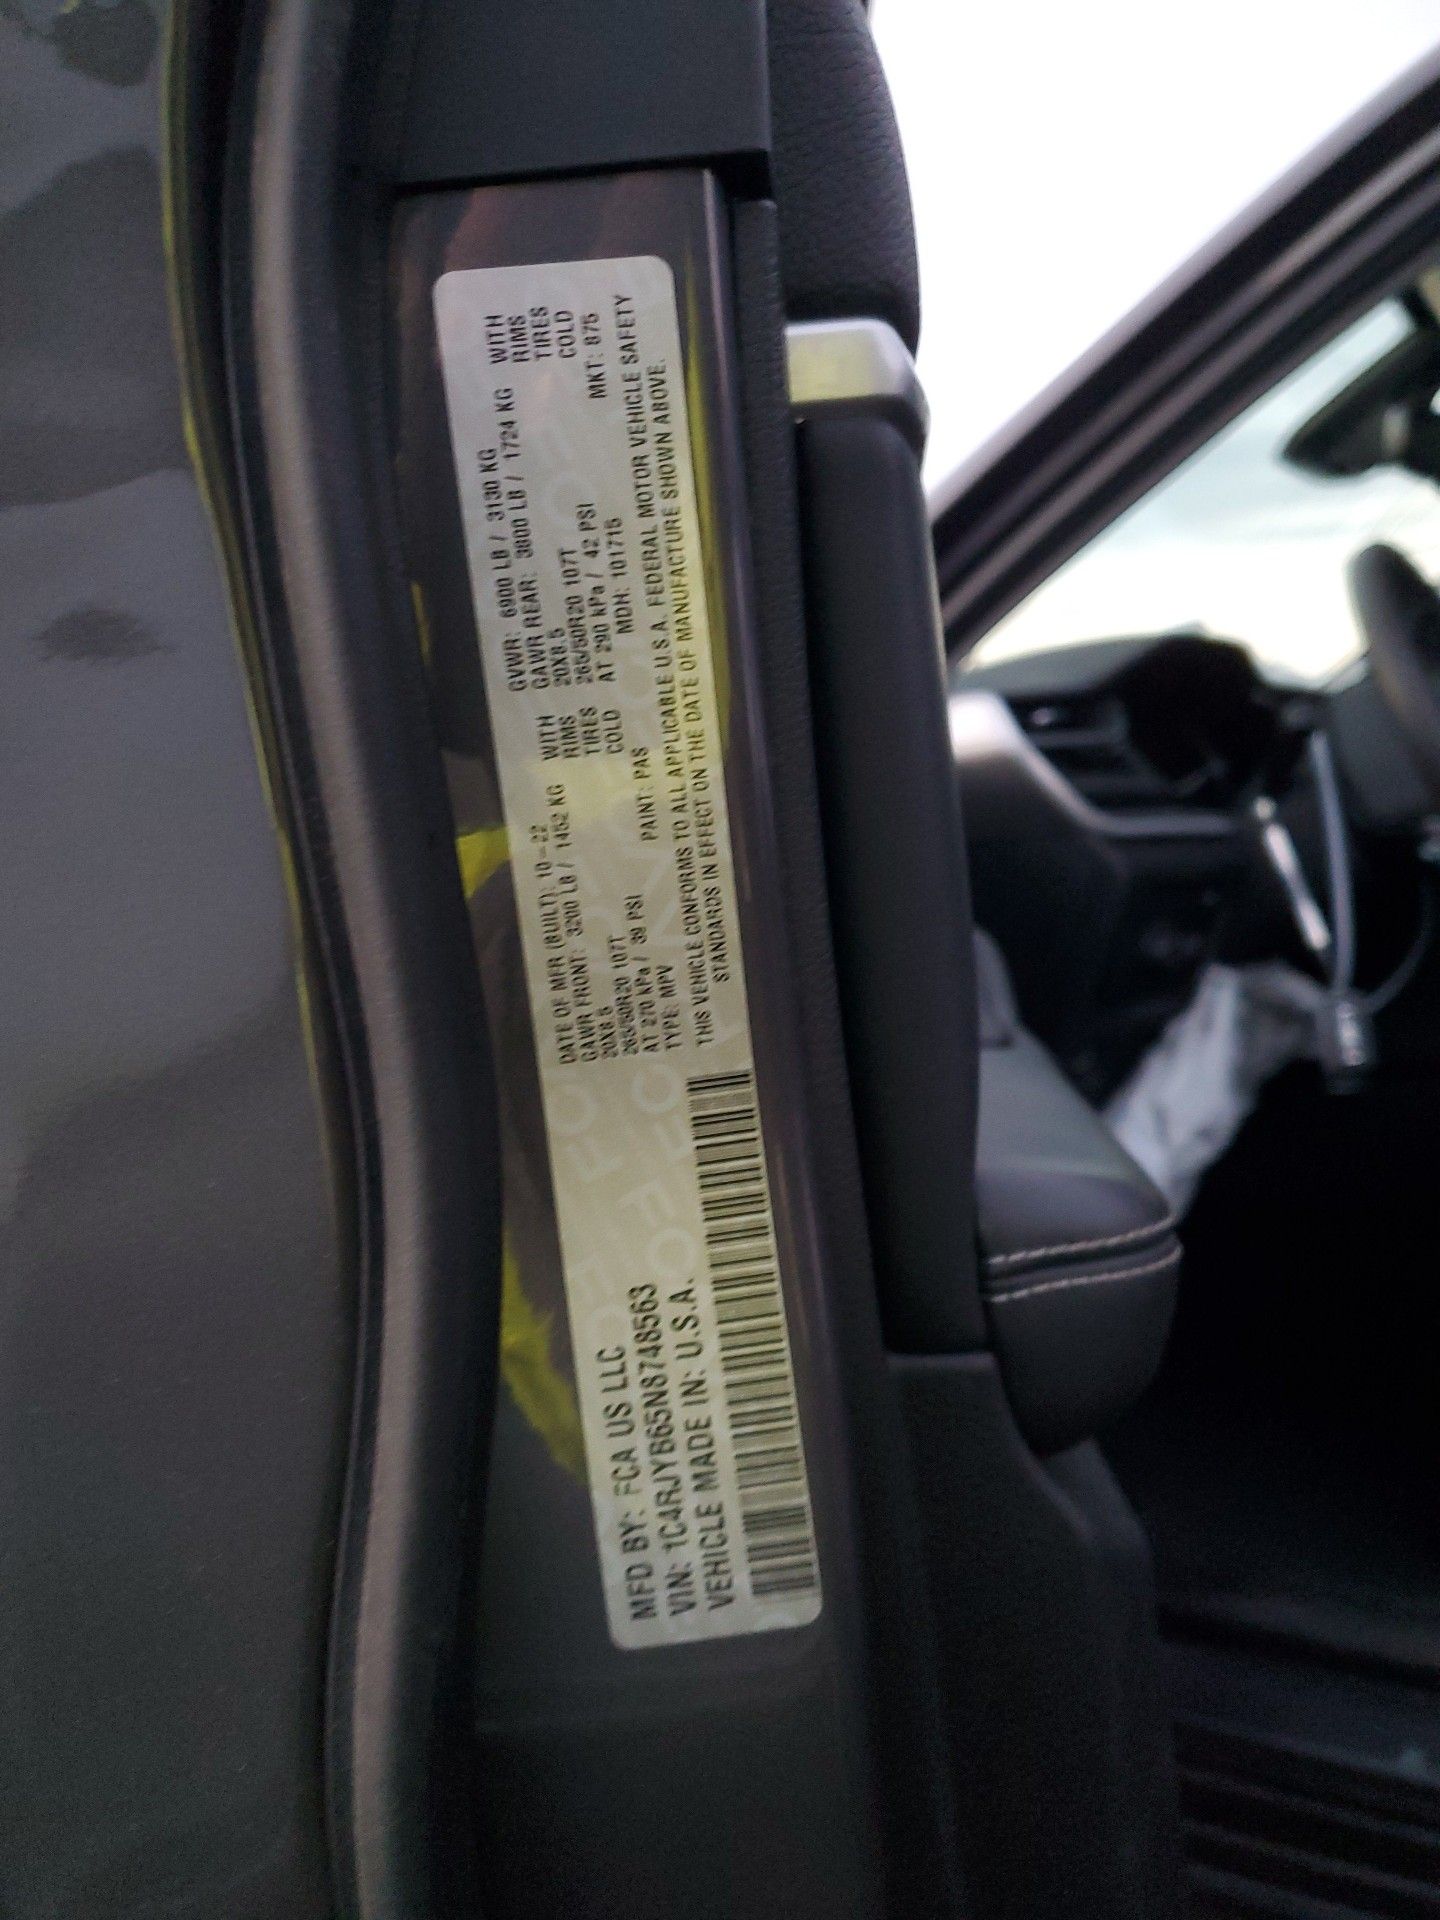 MFD BY: FCA US LLC
VIN: 1C4RJYB65N8748563
VEHICLE MADE IN: U.S.A.
DATE OF MFR (BUILT): 10-22
GAWR FRONT: 3200 LB / 1452 KG WITH
20X8.5 RIMS
265/50R20 107T TIRES
AT 270 kPa / 39 PSI COLD
TYPE: MPV PAINT: PAS
GVWR: 6900 LB / 3130 KG
GAWR REAR: 3800 LB / 1724 KG WITH
20X8.5 RIMS
265/50R20 107T TIRES
AT 290 kPa / 42 PSI COLD
MDH: 101715 MKT: 875
THIS VEHICLE CONFORMS TO ALL APPLICABLE U.S.A. FEDERAL MOTOR VEHICLE SAFETY
STANDARDS IN EFFECT ON THE DATE OF MANUFACTURE SHOWN ABOVE.